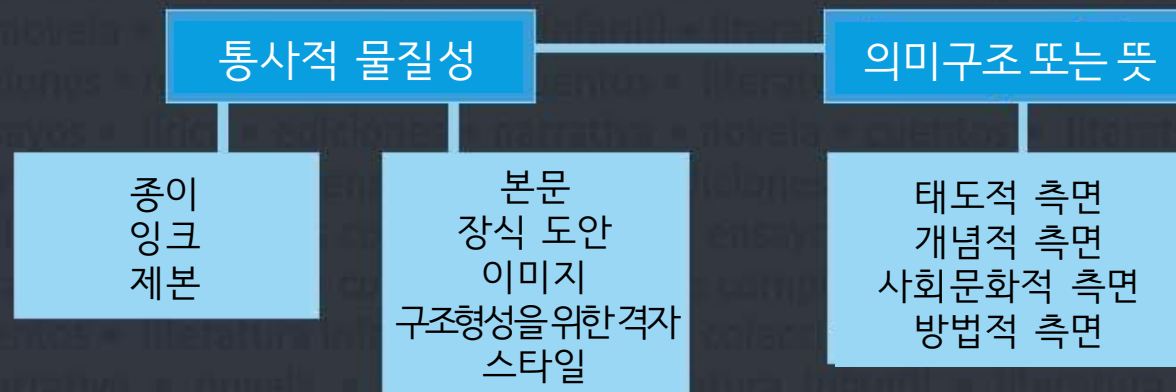 통사적 물질성
의미구조 또는 뜻
종이
잉크
제본
본문
장식 도안
이미지
구조형성을 위한 격자
스타일
태도적 측면
개념적 측면
사회문화적 측면
방법적 측면